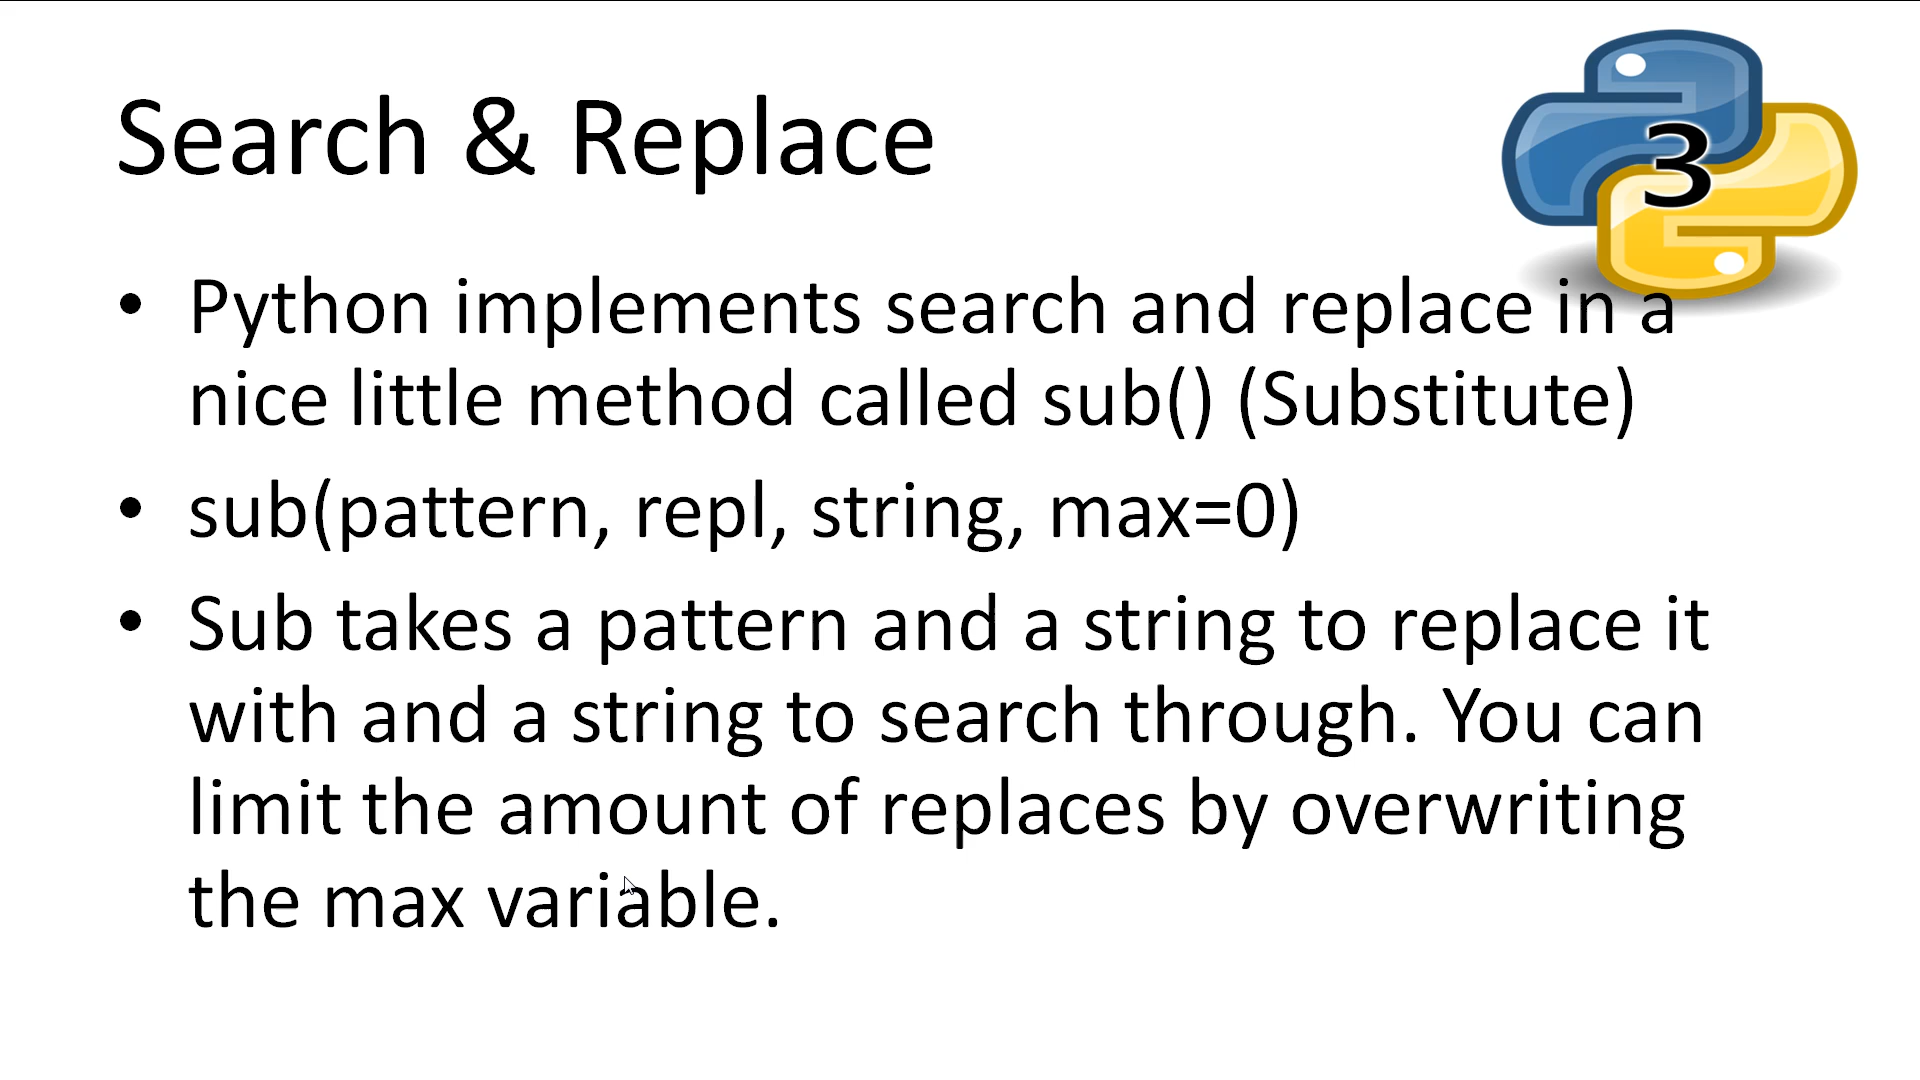 3
Search & Replace
• Python implements search and replace in a
nice little method called sub() (Substitute)
• sub(pattern, repl, string, max=0)
• Sub takes a pattern and a string to replace it
with and a string to search through. You can
limit the amount of replaces by overwriting
the max variable.